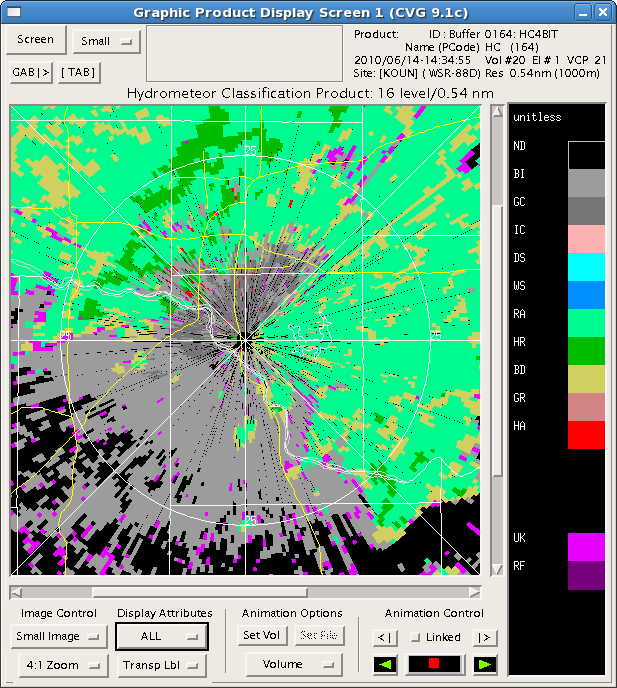 Graphic Product Display Screen 1 (CVG 9.1c)
Screen
Small
GAB|>
[TAB]
Product: ID: Buffer 0164: HC4BIT
Name (PCode) HC (164)
2010/06/14-14:34:55 Vol #20 El # 1 VCP 21
Site: [KOUN] ( WSR-88D) Res 0.54nm (1000m)
Hydrometeor Classification Product: 16 level/0.54 nm
25
25
25
25
unitless
ND
BI
GC
IC
DS
WS
RA
HR
BD
GR
HA
UK
RF
Image Control
Display Attributes
Animation Options
Animation Control
Small Image
ALL
Set Vol
Set File
<|
Linked
|>
4:1 Zoom
Transp Lbl
Volume